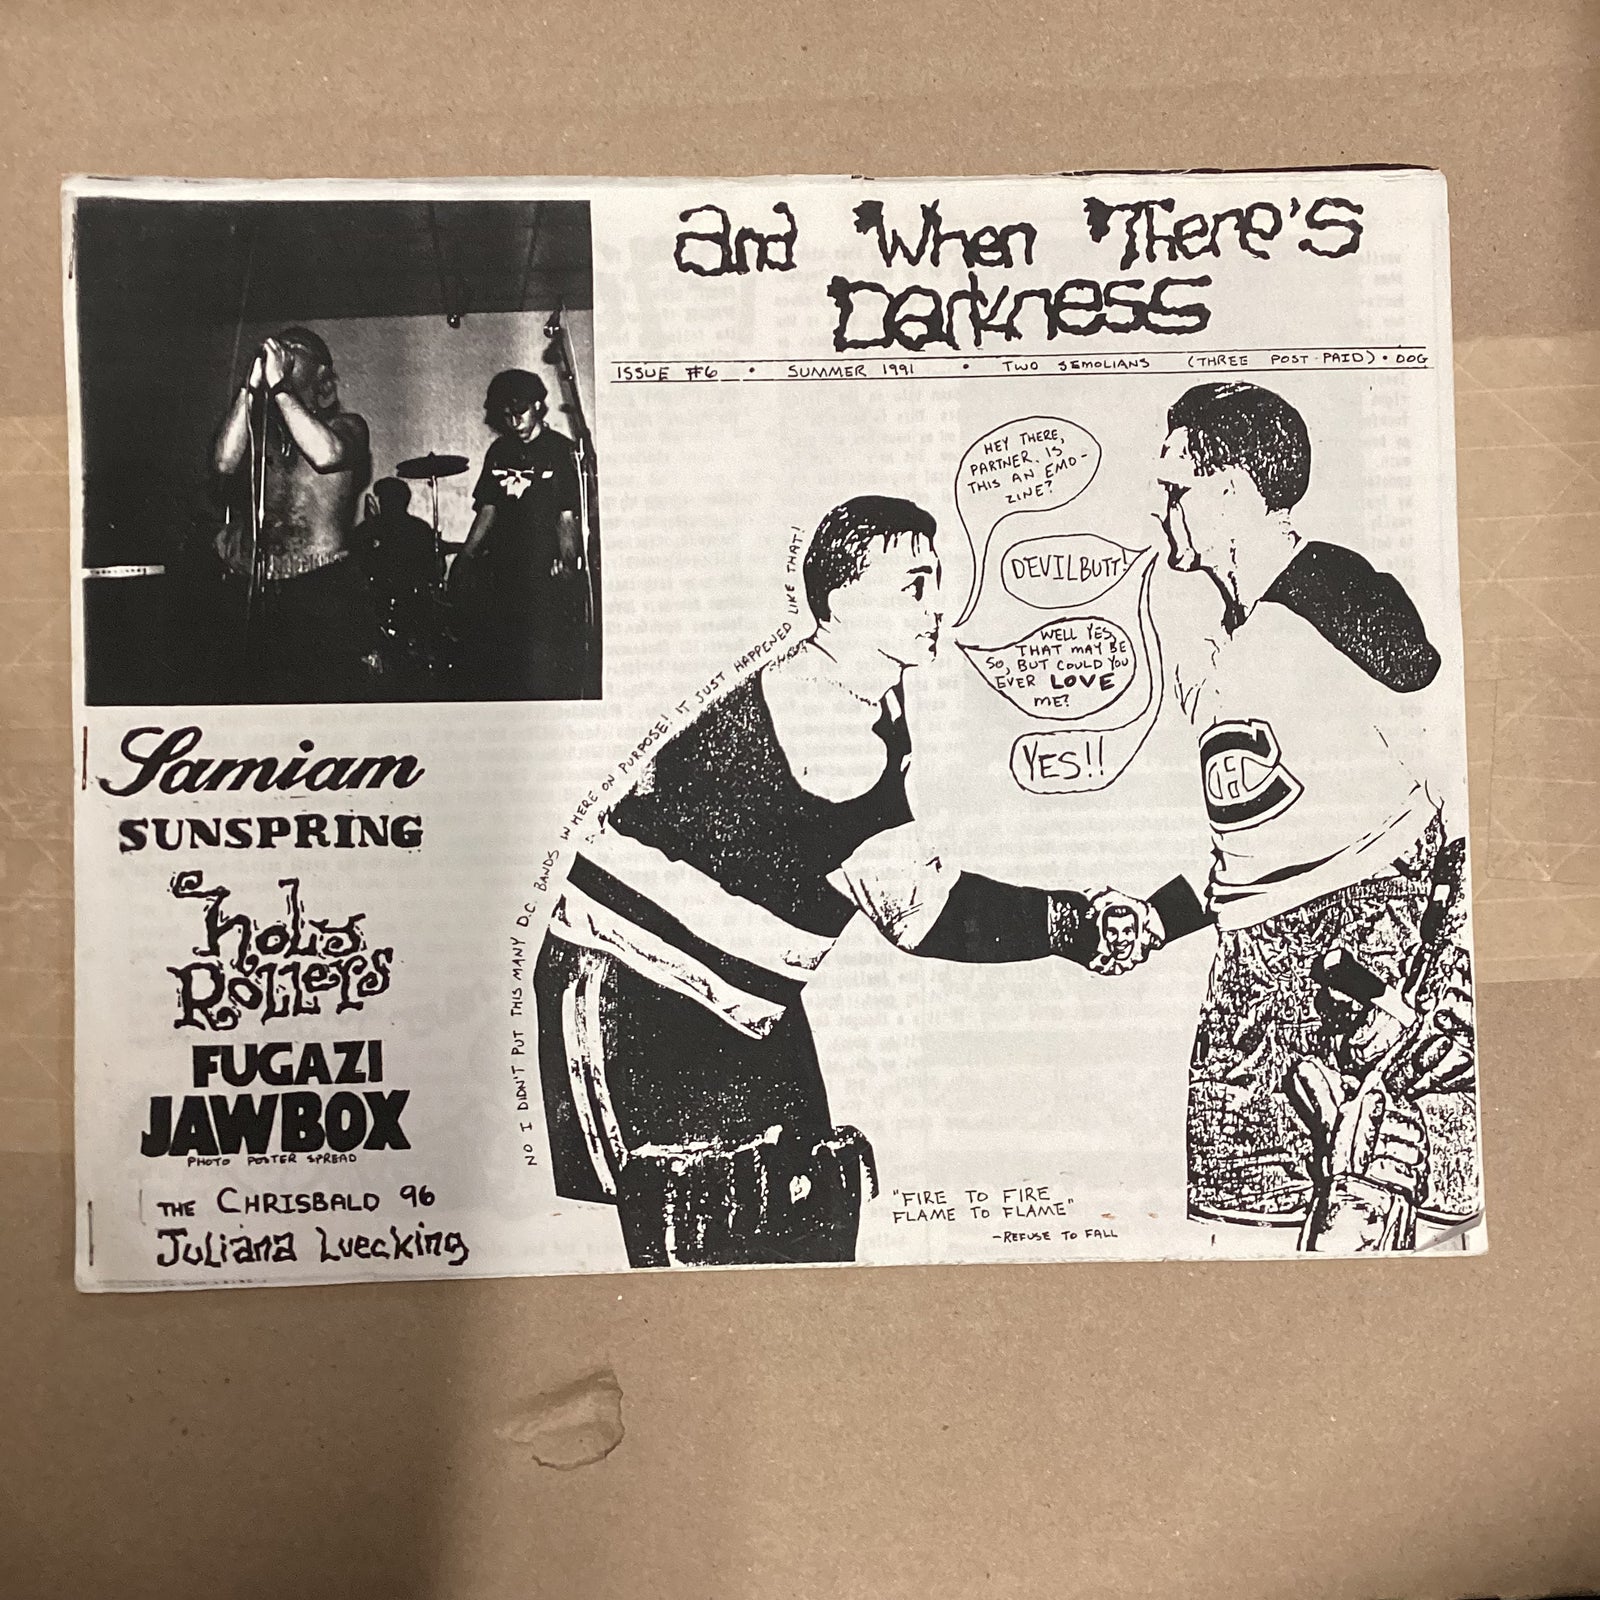 and When There's
Darkness
ISSUE #6 • SUMMER 1991 • TWO SEMOLIANS (THREE POST-PAID) • DOG
HEY THERE,
PARTNER. IS
THIS AN EMO-
ZINE?
DEVILBUTT!
WELL YES,
THAT MAY BE
SO, BUT COULD YOU
EVER LOVE
ME?
YES!!
NO I DIDN'T PUT THIS MANY D.C. BANDS IN HERE ON PURPOSE! IT JUST HAPPENED LIKE THAT!
Samiam
SUNSPRING
Holy
Rollers
FUGAZI
JAWBOX
PHOTO POSTER SPREAD
THE CHRISBALD 96
Juliana Luecking
"FIRE TO FIRE
FLAME TO FLAME"
-REFUSE TO FALL
CH